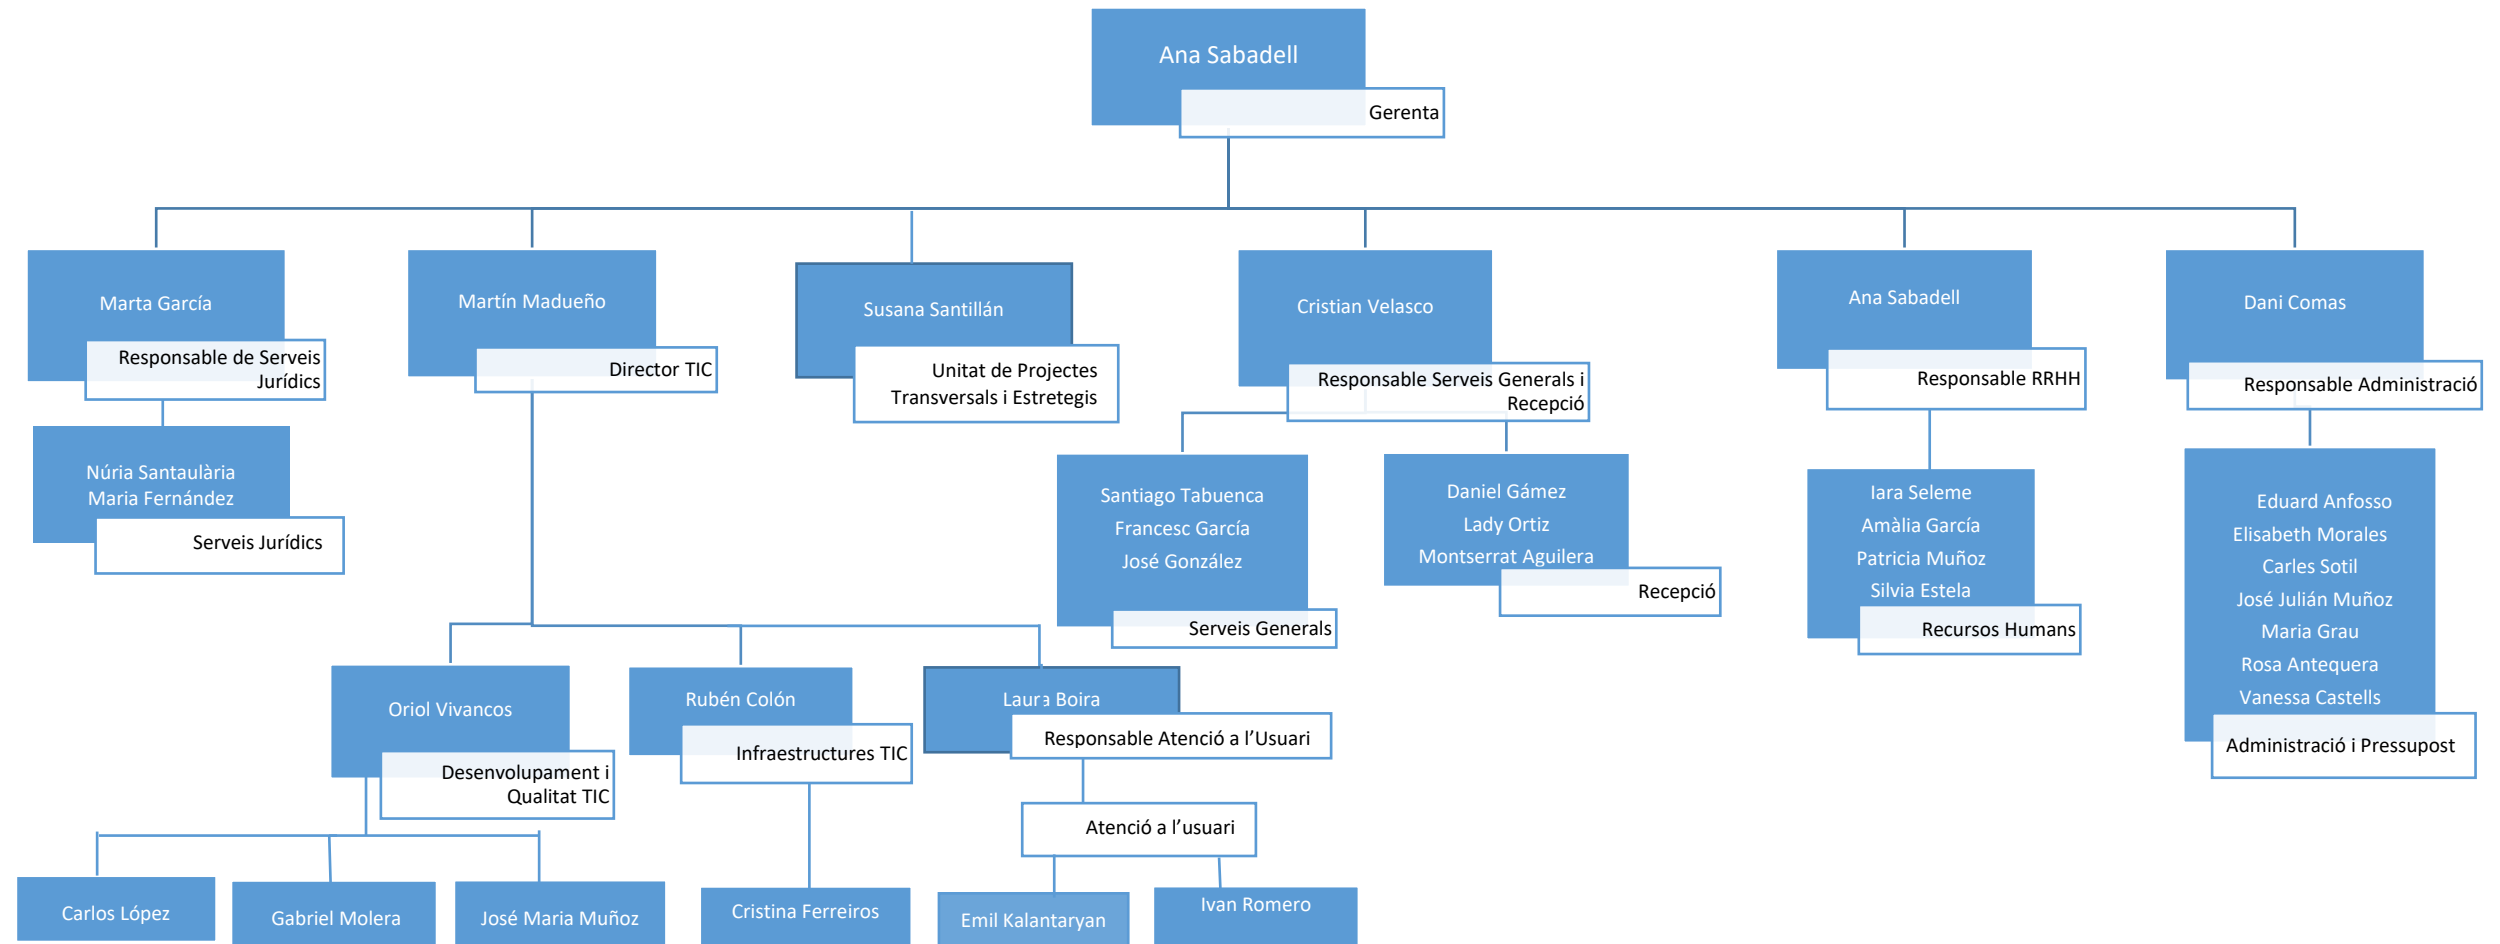 Ana Sabadell
Gerenta
Marta García
Responsable de Serveis
Jurídics
Martín Madueño
Director TIC
Susana Santillán
Unitat de Projectes
Transversals i Estretegis
Cristian Velasco
Responsable Serveis Generals i
Recepció
Ana Sabadell
Responsable RRHH
Dani Comas
Responsable Administració
Núria Santaulària
Maria Fernández
Serveis Jurídics
Santiago Tabuenca
Francesc García
José González
Serveis Generals
Daniel Gámez
Lady Ortiz
Montserrat Aguilera
Recepció
Iara Seleme
Amàlia García
Patricia Muñoz
Silvia Estela
Recursos Humans
Eduard Anfosso
Elisabeth Morales
Carles Sotil
José Julián Muñoz
Maria Grau
Rosa Antequera
Vanessa Castells
Administració i Pressupost
Oriol Vivancos
Desenvolupament i
Qualitat TIC
Rubén Colón
Infraestructures TIC
Laura Boira
Responsable Atenció a l’Usuari
Atenció a l’usuari
Carlos López
Gabriel Molera
José Maria Muñoz
Cristina Ferreiros
Emil Kalantaryan
Ivan Romero